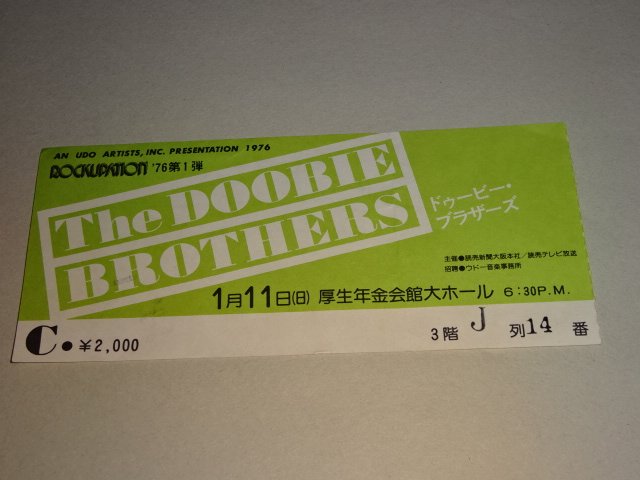 AN UDO ARTISTS, INC. PRESENTATION 1976
ROCKUPATION '76第1弾
The DOOBIE
BROTHERS
ドゥービー・
ブラザーズ
主催●読売新聞大阪本社/読売テレビ放送
招聘●ウドー音楽事務所
1月11日(日) 厚生年金会館大ホール 6:30P.M.
C●¥2,000
3階 J 列14番